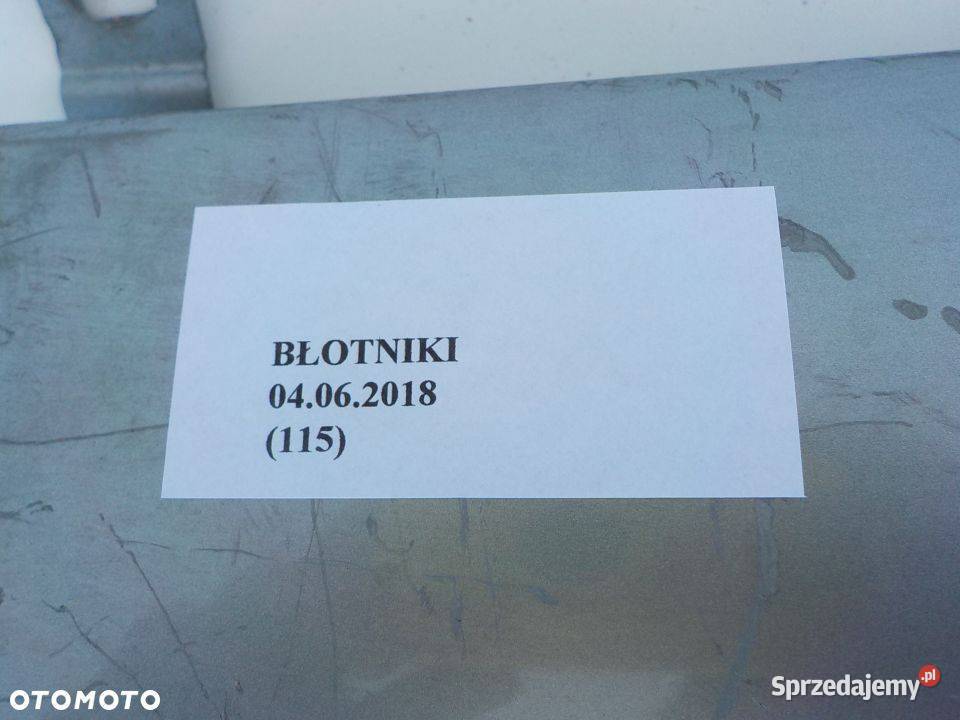 BŁOTNIKI
04.06.2018
(115)
OTOMOTO
Sprzedajemy.pl